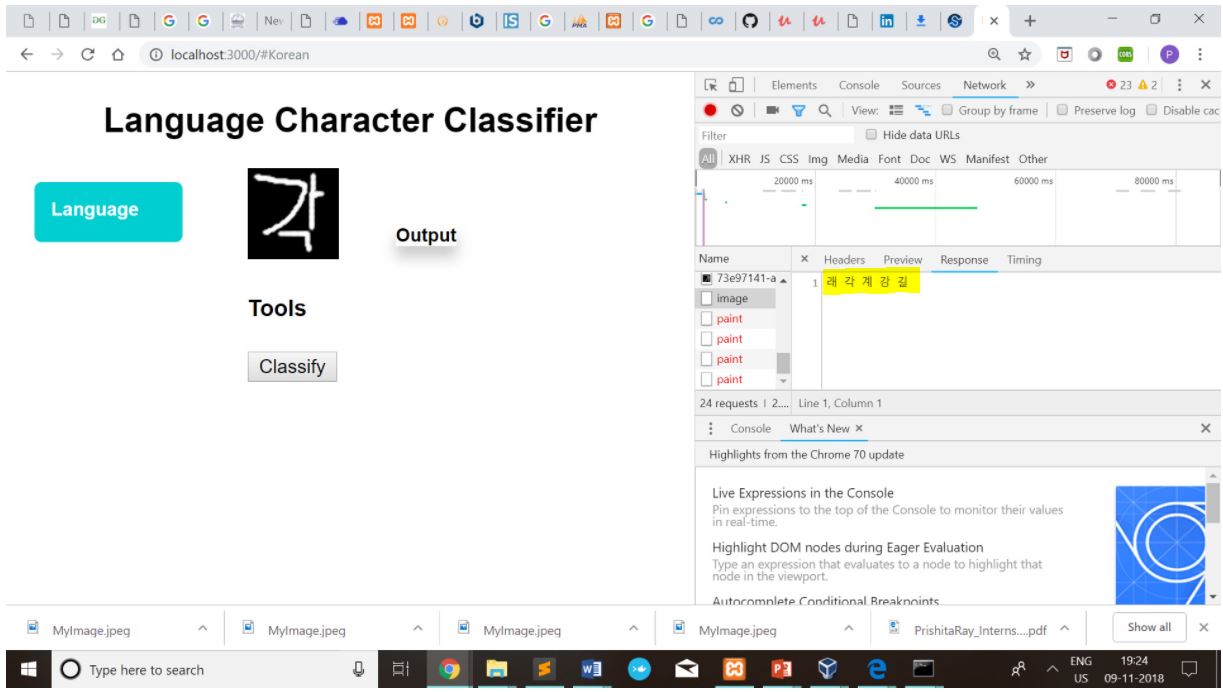 New
localhost:3000/#Korean
CORS
P
Language Character Classifier
Language
각
Output
Tools
Classify
Elements Console Sources Network » 23 2
View: Group by frame Preserve log Disable cac
Filter Hide data URLs
All XHR JS CSS Img Media Font Doc WS Manifest Other
20000 ms 40000 ms 60000 ms 80000 ms
Name × Headers Preview Response Timing
73e97141-a
1 래 각 계 강 길
image
paint
paint
paint
paint
24 requests | 2.... Line 1, Column 1
Console What's New ×
Highlights from the Chrome 70 update
Live Expressions in the Console
Pin expressions to the top of the Console to monitor their values
in real-time.
Highlight DOM nodes during Eager Evaluation
Type an expression that evaluates to a node to highlight that
node in the viewport.
Autocomplete Conditional Breakpoints
MyImage.jpeg MyImage.jpeg MyImage.jpeg MyImage.jpeg PrishitaRay_Interns....pdf Show all
Type here to search
ENG 19:24
US 09-11-2018